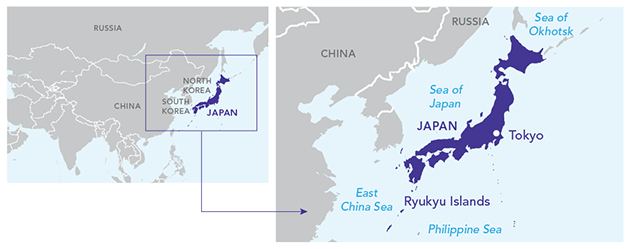 RUSSIA
NORTH
KOREA
CHINA
SOUTH
KOREA
JAPAN
RUSSIA
Sea of
Okhotsk
CHINA
Sea of
Japan
JAPAN
Tokyo
East
China Sea
Ryukyu Islands
Philippine Sea